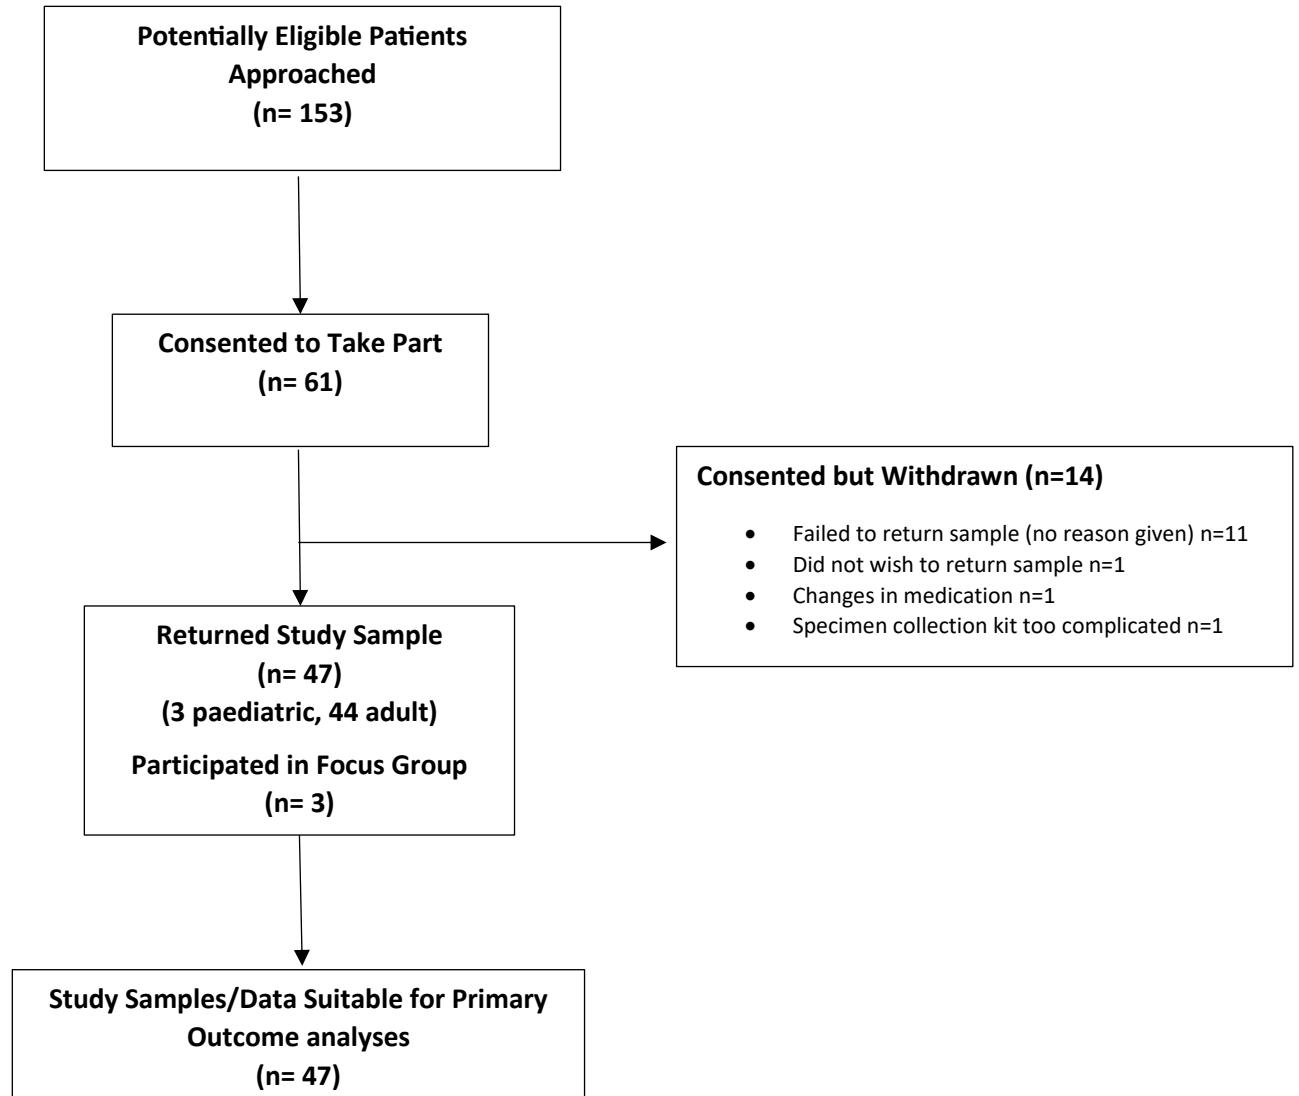 Potentially Eligible Patients
Approached
(n= 153)
Consented to Take Part
(n= 61)
Consented but Withdrawn (n=14)
• Failed to return sample (no reason given) n=11
• Did not wish to return sample n=1
• Changes in medication n=1
• Specimen collection kit too complicated n=1
Returned Study Sample
(n= 47)
(3 paediatric, 44 adult)
Participated in Focus Group
(n= 3)
Study Samples/Data Suitable for Primary
Outcome analyses
(n= 47)